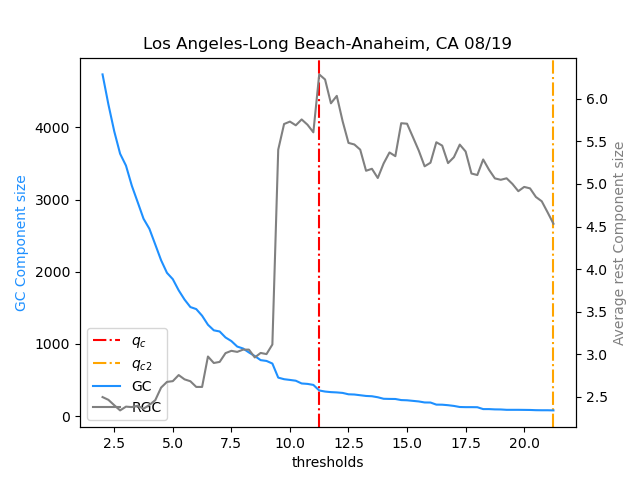 Los Angeles-Long Beach-Anaheim, CA 08/19
GC Component size
4000
3000
2000
1000
0
6.0
5.5
5.0
4.5
4.0
3.5
3.0
2.5
Average rest Component size
q_c
q_c2
GC
RGC
2.5 5.0 7.5 10.0 12.5 15.0 17.5 20.0
thresholds